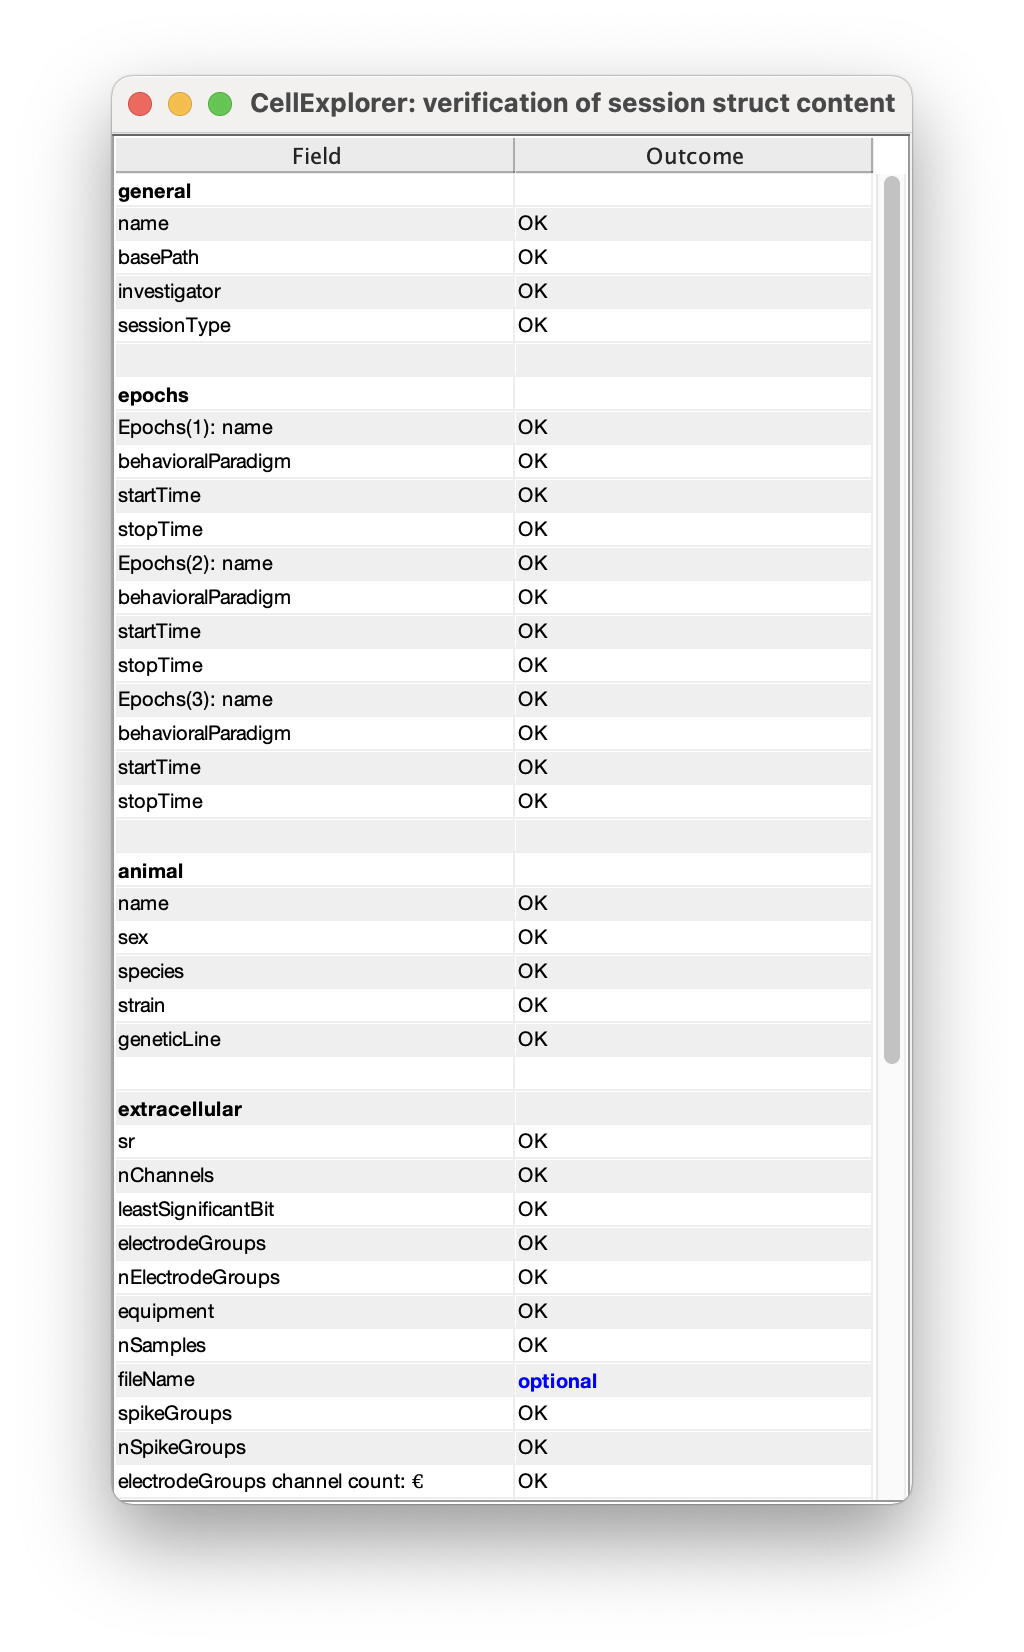 CellExplorer: verification of session struct content
Field Outcome
general
name OK
basePath OK
investigator OK
sessionType OK
epochs
Epochs(1): name OK
behavioralParadigm OK
startTime OK
stopTime OK
Epochs(2): name OK
behavioralParadigm OK
startTime OK
stopTime OK
Epochs(3): name OK
behavioralParadigm OK
startTime OK
stopTime OK
animal
name OK
sex OK
species OK
strain OK
geneticLine OK
extracellular
sr OK
nChannels OK
leastSignificantBit OK
electrodeGroups OK
nElectrodeGroups OK
equipment OK
nSamples OK
fileName optional
spikeGroups OK
nSpikeGroups OK
electrodeGroups channel count: € OK